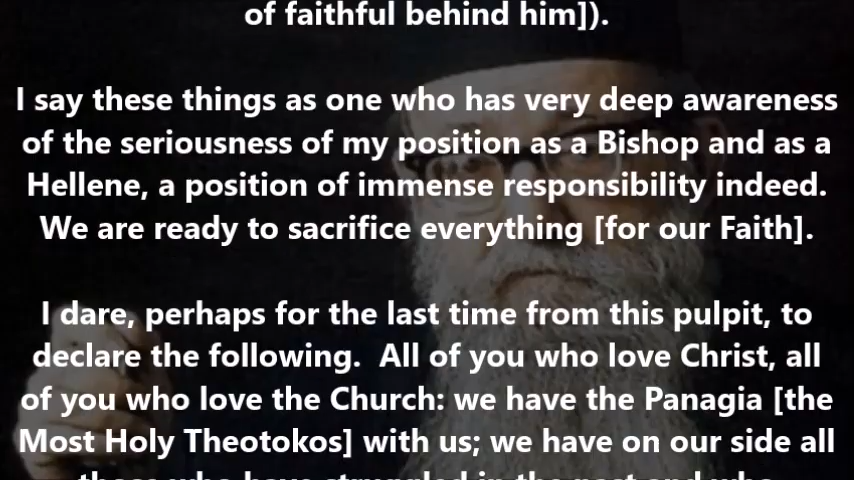 of faithful behind him]).
I say these things as one who has very deep awareness
of the seriousness of my position as a Bishop and as a
Hellene, a position of immense responsibility indeed.
We are ready to sacrifice everything [for our Faith].
I dare, perhaps for the last time from this pulpit, to
declare the following.  All of you who love Christ, all
of you who love the Church: we have the Panagia [the
Most Holy Theotokos] with us; we have on our side all
those who have struggled in the past and who